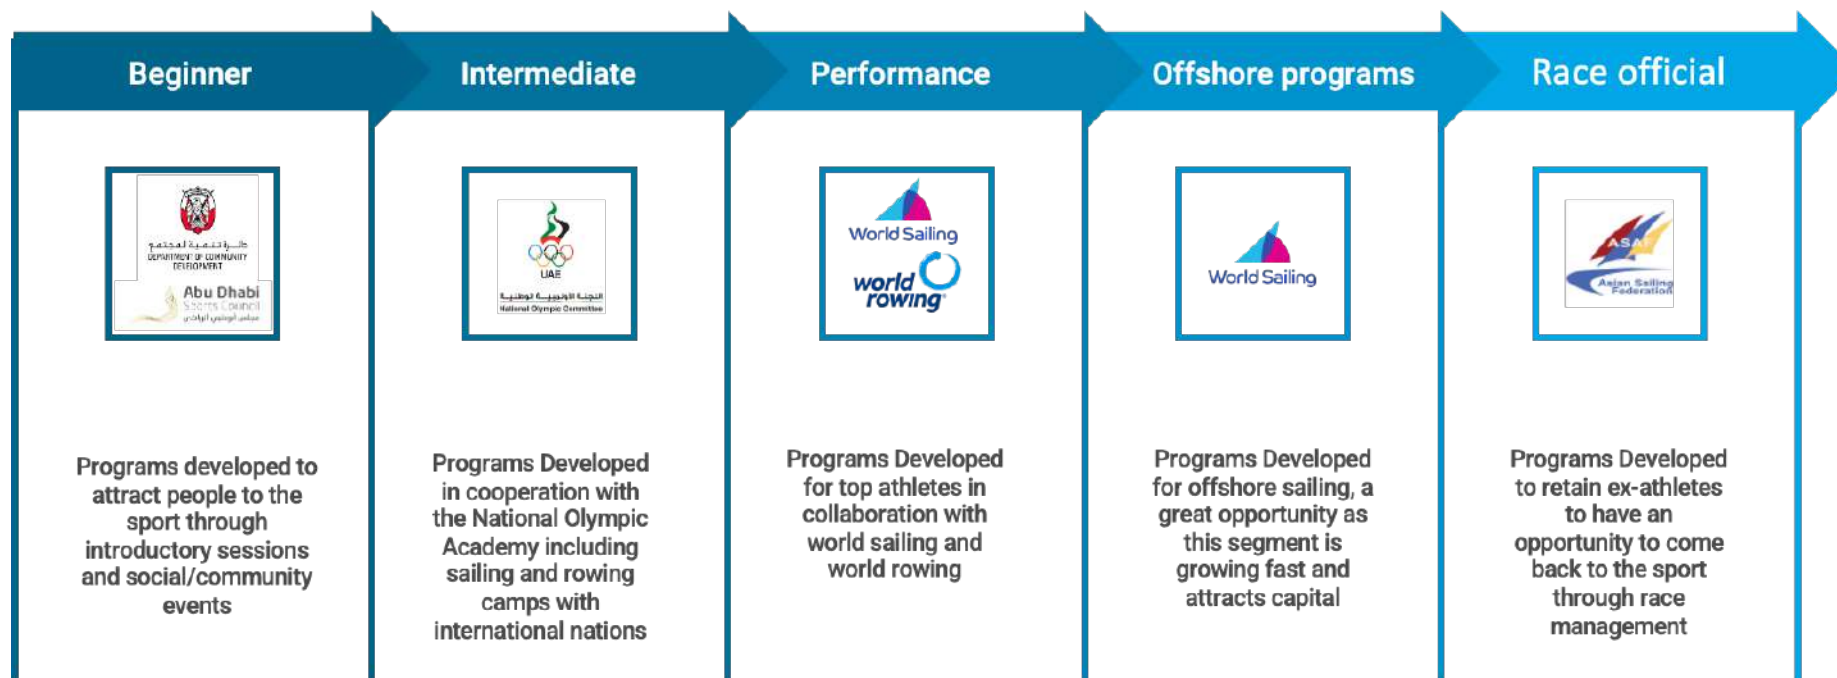 Beginner
Intermediate
Performance
Offshore programs
Race official
دائـــرة تـنـمـيـة المجتمع
DEPARTMENT OF COMMUNITY
DEVELOPMENT
Abu Dhabi
Sports Council
مجلس أبوظبي الرياضي
UAE
اللجنة الأولمبية الوطنية
National Olympic Committee
World Sailing
world
rowing
World Sailing
ASAF
Asian Sailing
Federation
Programs developed to
attract people to the
sport through
introductory sessions
and social/community
events
Programs Developed
in cooperation with
the National Olympic
Academy including
sailing and rowing
camps with
international nations
Programs Developed
for top athletes in
collaboration with
world sailing and
world rowing
Programs Developed
for offshore sailing, a
great opportunity as
this segment is
growing fast and
attracts capital
Programs Developed
to retain ex-athletes
to have an
opportunity to come
back to the sport
through race
management